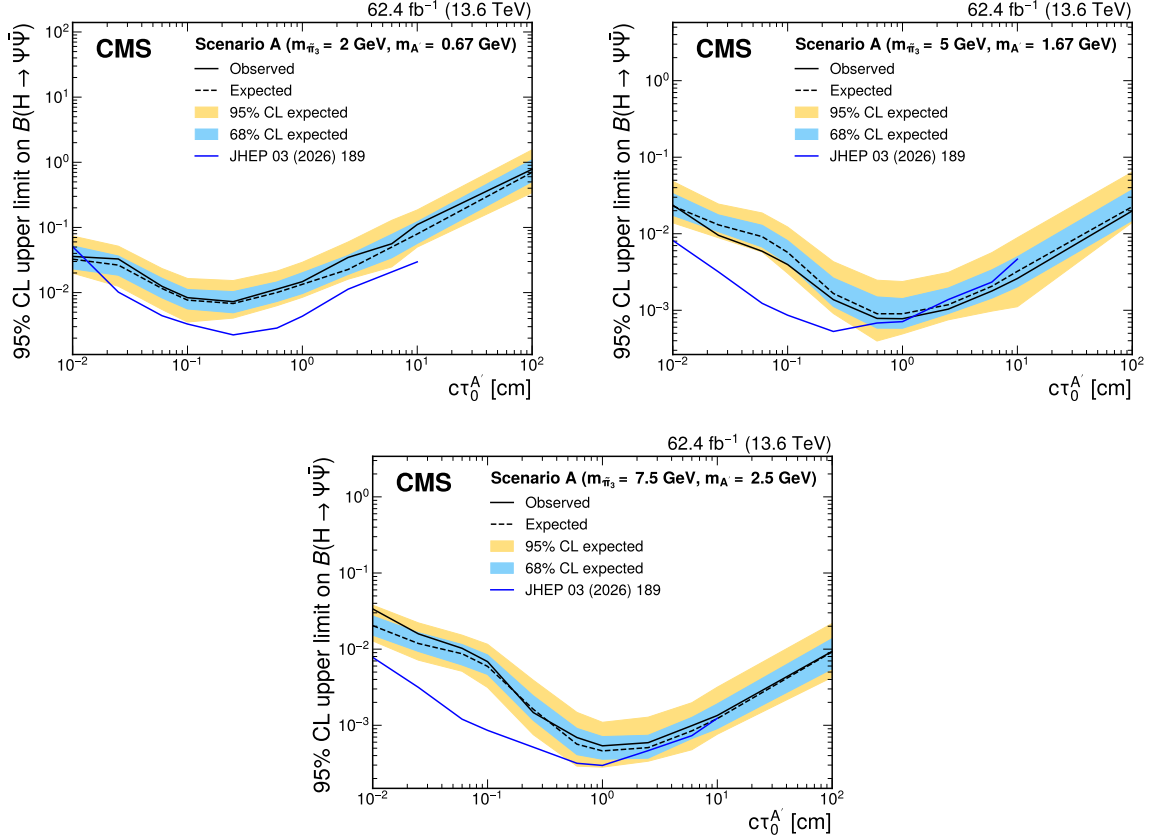 62.4 fb⁻¹ (13.6 TeV)
CMS
Scenario A (m_π̃₃ = 2 GeV, m_A′ = 0.67 GeV)
Observed
Expected
95% CL expected
68% CL expected
JHEP 03 (2026) 189
95% CL upper limit on B(H → ΨΨ̄)
10²
10¹
10⁰
10⁻¹
10⁻²
10⁻² 10⁻¹ 10⁰ 10¹ 10²
cτ₀^A′ [cm]
62.4 fb⁻¹ (13.6 TeV)
CMS
Scenario A (m_π̃₃ = 5 GeV, m_A′ = 1.67 GeV)
Observed
Expected
95% CL expected
68% CL expected
JHEP 03 (2026) 189
95% CL upper limit on B(H → ΨΨ̄)
10⁰
10⁻¹
10⁻²
10⁻³
10⁻² 10⁻¹ 10⁰ 10¹ 10²
cτ₀^A′ [cm]
62.4 fb⁻¹ (13.6 TeV)
CMS
Scenario A (m_π̃₃ = 7.5 GeV, m_A′ = 2.5 GeV)
Observed
Expected
95% CL expected
68% CL expected
JHEP 03 (2026) 189
95% CL upper limit on B(H → ΨΨ̄)
10⁰
10⁻¹
10⁻²
10⁻³
10⁻² 10⁻¹ 10⁰ 10¹ 10²
cτ₀^A′ [cm]